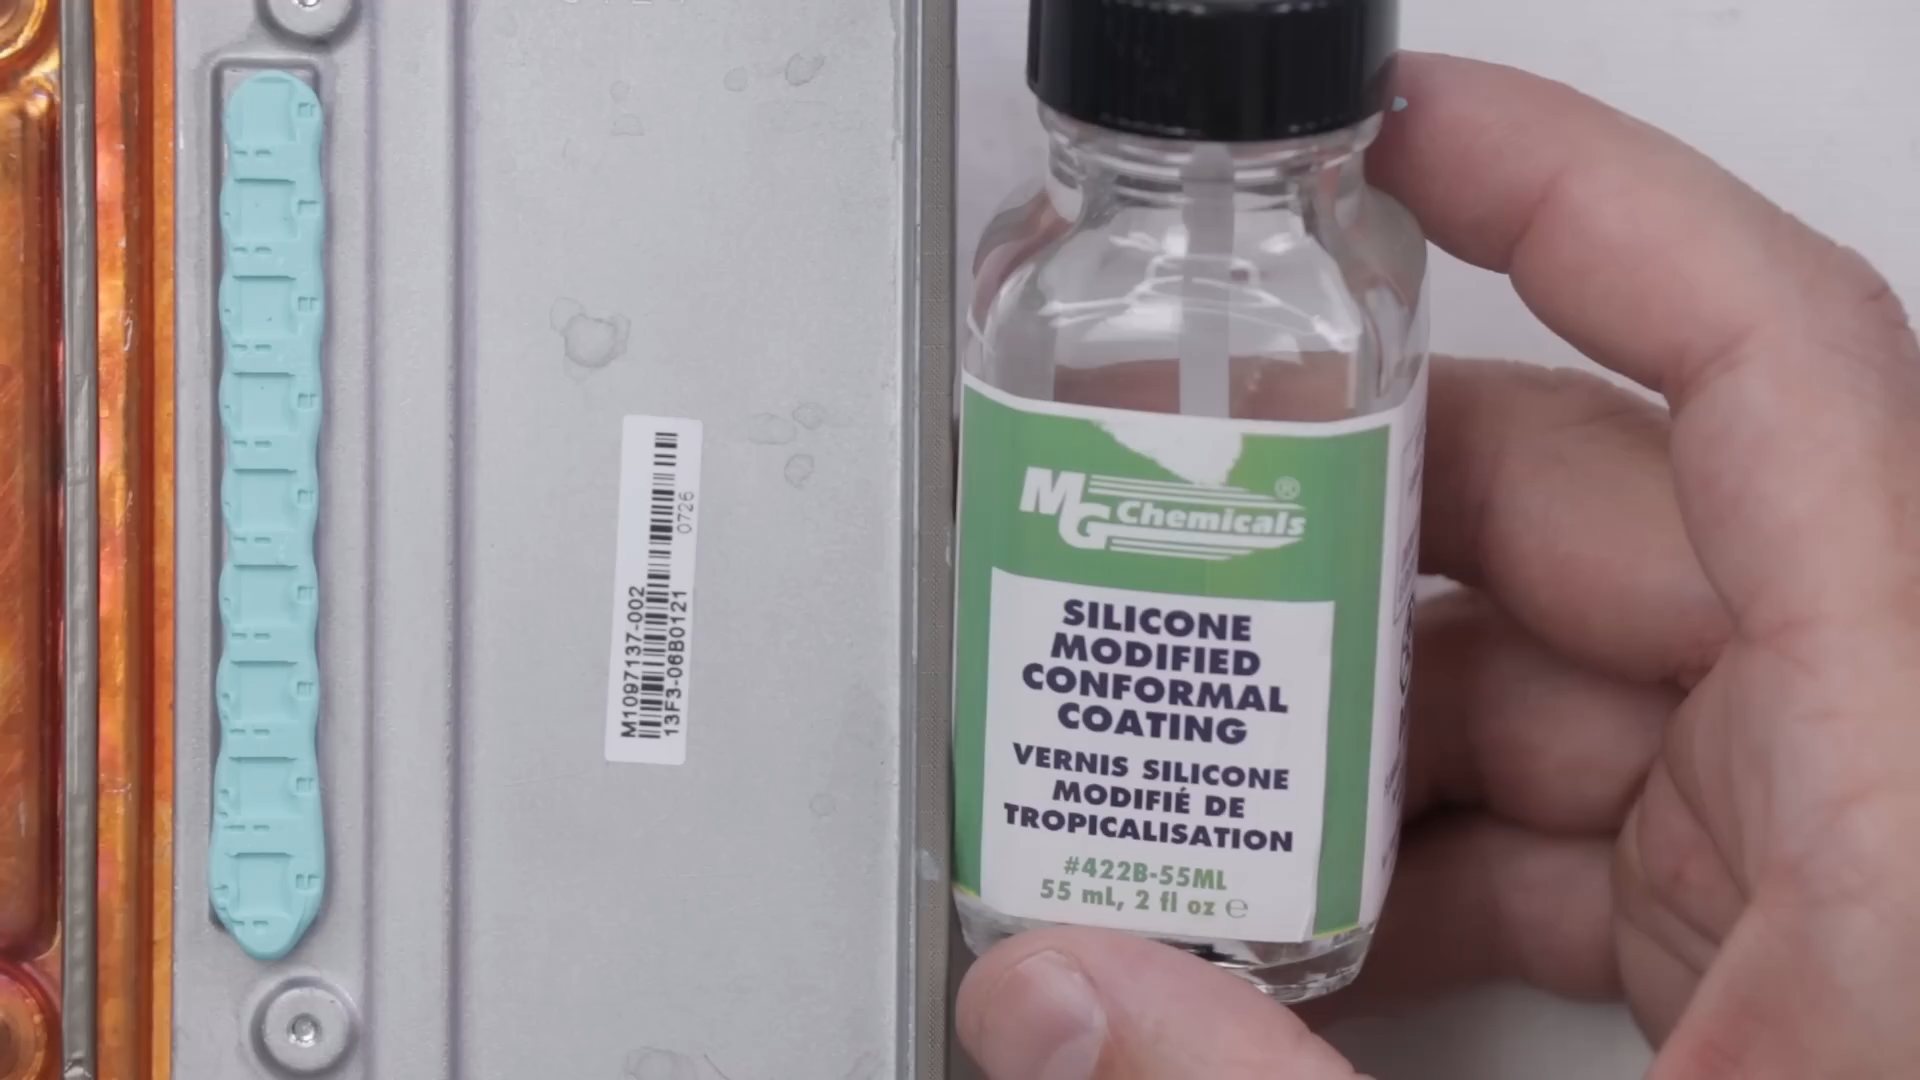 M1097137-002
0726
13F3-06B0121
MG Chemicals®
SILICONE
MODIFIED
CONFORMAL
COATING
VERNIS SILICONE
MODIFIÉ DE
TROPICALISATION
#422B-55ML
55 mL, 2 fl oz ℮